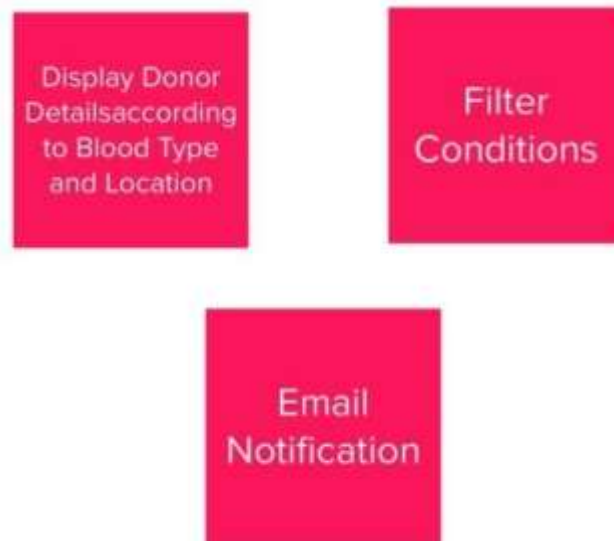 Display Donor
Detailsaccording
to Blood Type
and Location
Filter
Conditions
Email
Notification